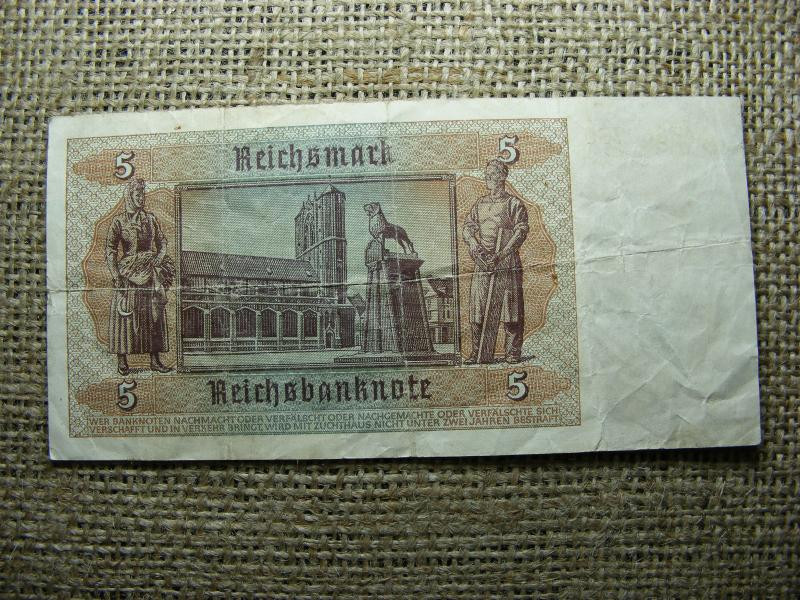 5 Reichsmark 5
5 Reichsbanknote 5
WER BANKNOTEN NACHMACHT ODER VERFÄLSCHT ODER NACHGEMACHTE ODER VERFÄLSCHTE SICH
VERSCHAFFT UND IN VERKEHR BRINGT, WIRD MIT ZUCHTHAUS NICHT UNTER ZWEI JAHREN BESTRAFT